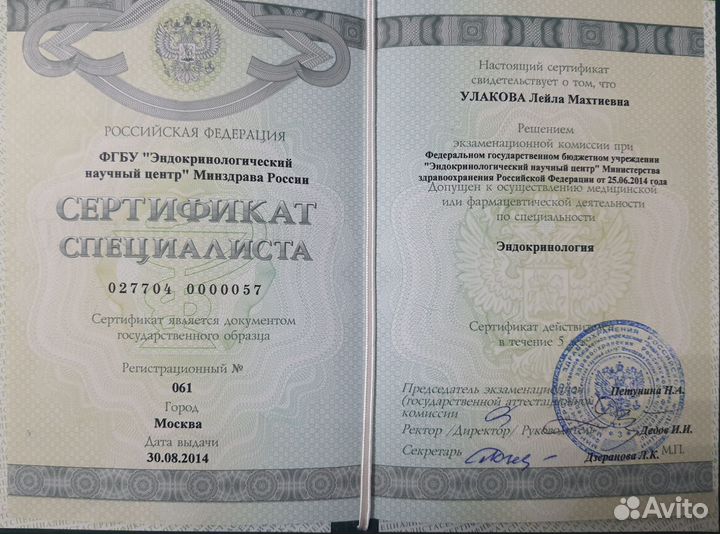 РОССИЙСКАЯ ФЕДЕРАЦИЯ
ФГБУ "Эндокринологический
научный центр" Минздрава России
СЕРТИФИКАТ
СПЕЦИАЛИСТА
027704 0000057
Сертификат является документом
государственного образца
Регистрационный №
061
Город
Москва
Дата выдачи
30.08.2014
Настоящий сертификат
свидетельствует о том, что
УЛАКОВА Лейла Махтиевна
Решением
экзаменационной комиссии при
Федеральном государственном бюджетном учреждении
"Эндокринологический научный центр" Министерства
здравоохранения Российской Федерации от 25.06.2014 года
Допущен к осуществлению медицинской
или фармацевтической деятельности
по специальности
Эндокринология
Сертификат действителен
в течение 5 лет
Председатель экзаменационной
(государственной аттестационной) Петунина Н.А.
комиссии
Ректор /Директор/ Руководитель Дедов И.И.
Секретарь Дзеранова Л.К. М.П.
Avito